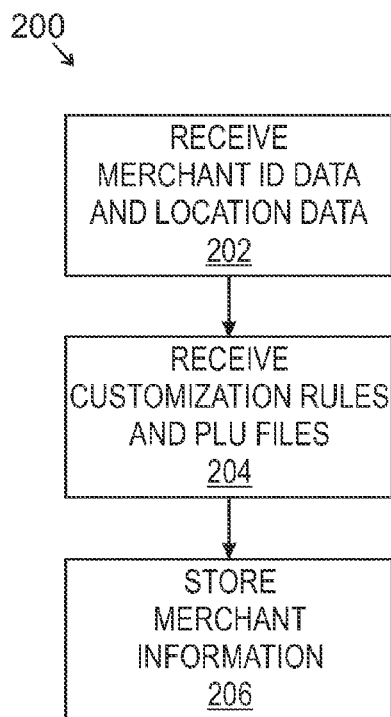 200
RECEIVE
MERCHANT ID DATA
AND LOCATION DATA
202
RECEIVE
CUSTOMIZATION RULES
AND PLU FILES
204
STORE
MERCHANT
INFORMATION
206